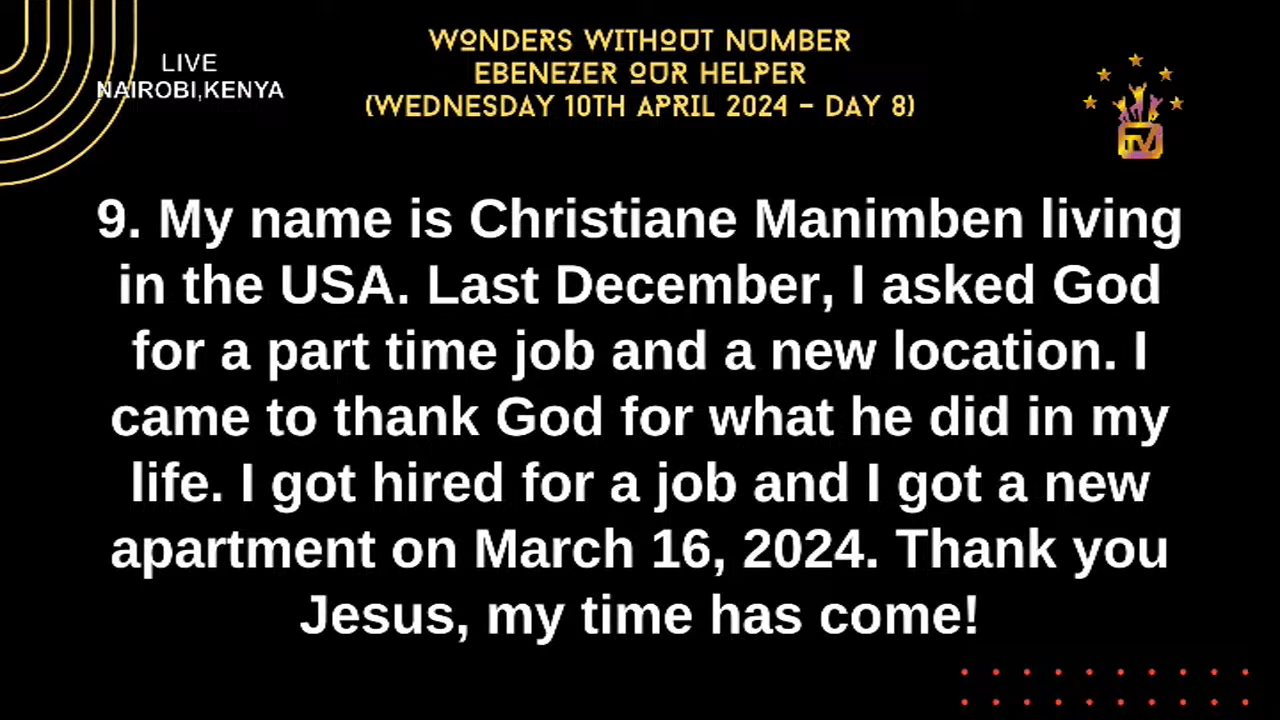 LIVE
NAIROBI,KENYA
WONDERS WITHOUT NUMBER
EBENEZER OUR HELPER
(WEDNESDAY 10TH APRIL 2024 - DAY 8)
TV
9. My name is Christiane Manimben living
in the USA. Last December, I asked God
for a part time job and a new location. I
came to thank God for what he did in my
life. I got hired for a job and I got a new
apartment on March 16, 2024. Thank you
Jesus, my time has come!